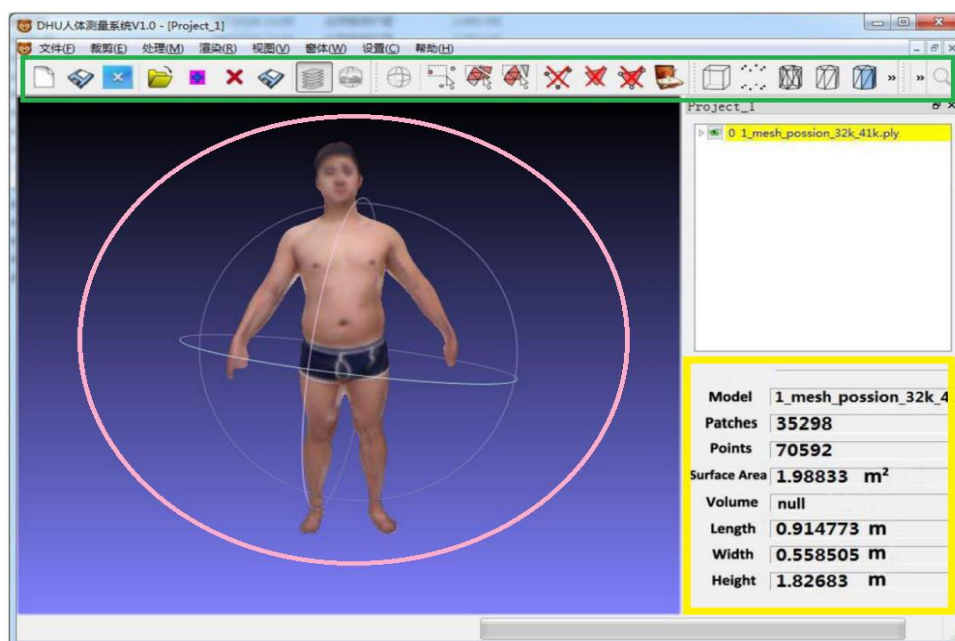 DHU人体测量系统V1.0 - [Project_1]
文件(F) 裁剪(E) 处理(M) 渲染(R) 视图(V) 窗体(W) 设置(C) 帮助(H)
» »
Project_1
0 1_mesh_possion_32k_41k.ply
Model 1_mesh_possion_32k_4
Patches 35298
Points 70592
Surface Area 1.98833 m²
Volume null
Length 0.914773 m
Width 0.558505 m
Height 1.82683 m